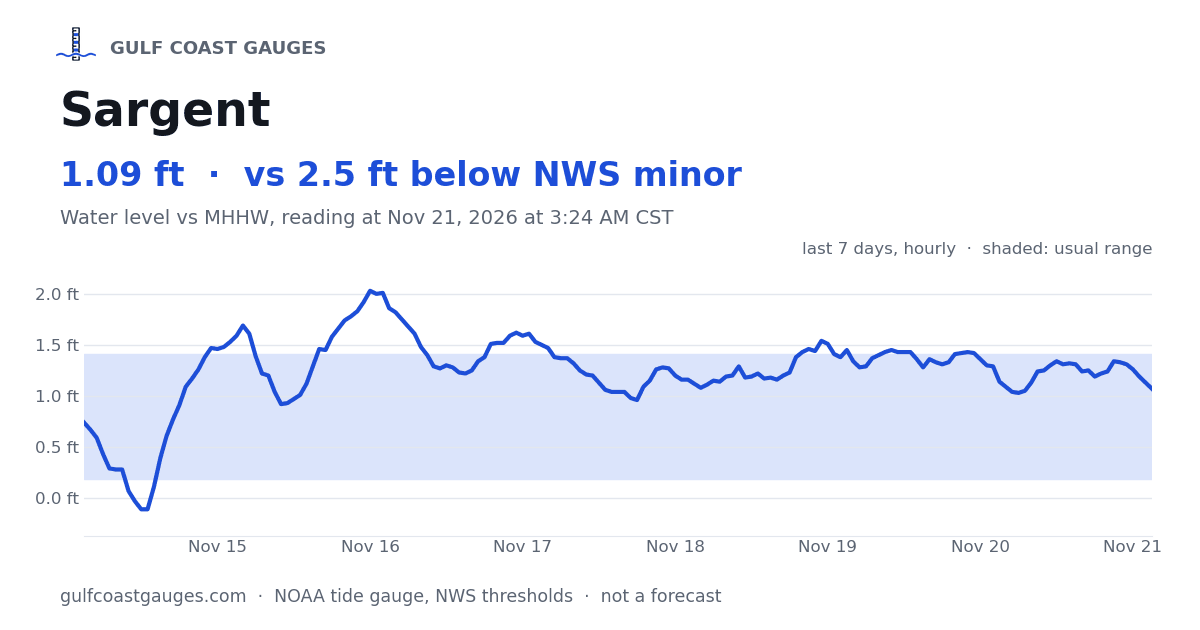 GULF COAST GAUGES
Sargent
1.09 ft · vs 2.5 ft below NWS minor
Water level vs MHHW, reading at Nov 21, 2026 at 3:24 AM CST
last 7 days, hourly · shaded: usual range
2.0 ft
1.5 ft
1.0 ft
0.5 ft
0.0 ft
Nov 15 Nov 16 Nov 17 Nov 18 Nov 19 Nov 20 Nov 21
gulfcoastgauges.com · NOAA tide gauge, NWS thresholds · not a forecast